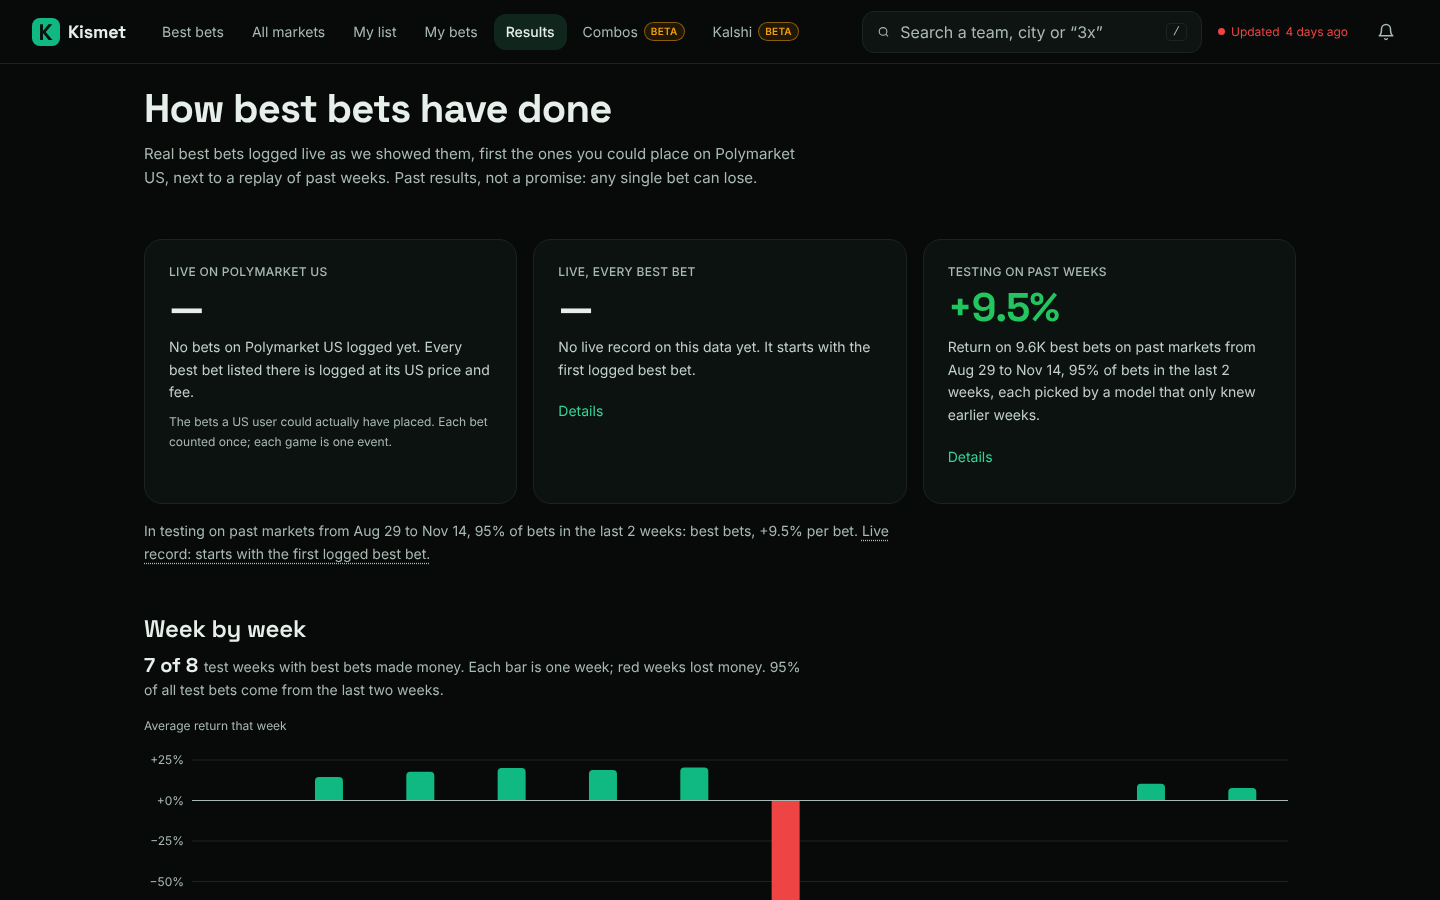 K Kismet Best bets All markets My list My bets Results Combos BETA Kalshi BETA Search a team, city or “3x” / Updated 4 days ago
How best bets have done
Real best bets logged live as we showed them, first the ones you could place on Polymarket
US, next to a replay of past weeks. Past results, not a promise: any single bet can lose.
LIVE ON POLYMARKET US
—
No bets on Polymarket US logged yet. Every
best bet listed there is logged at its US price and
fee.
The bets a US user could actually have placed. Each bet
counted once; each game is one event.
LIVE, EVERY BEST BET
—
No live record on this data yet. It starts with the
first logged best bet.
Details
TESTING ON PAST WEEKS
+9.5%
Return on 9.6K best bets on past markets from
Aug 29 to Nov 14, 95% of bets in the last 2
weeks, each picked by a model that only knew
earlier weeks.
Details
In testing on past markets from Aug 29 to Nov 14, 95% of bets in the last 2 weeks: best bets, +9.5% per bet. Live
record: starts with the first logged best bet.
Week by week
7 of 8 test weeks with best bets made money. Each bar is one week; red weeks lost money. 95%
of all test bets come from the last two weeks.
Average return that week
+25%
+0%
−25%
−50%